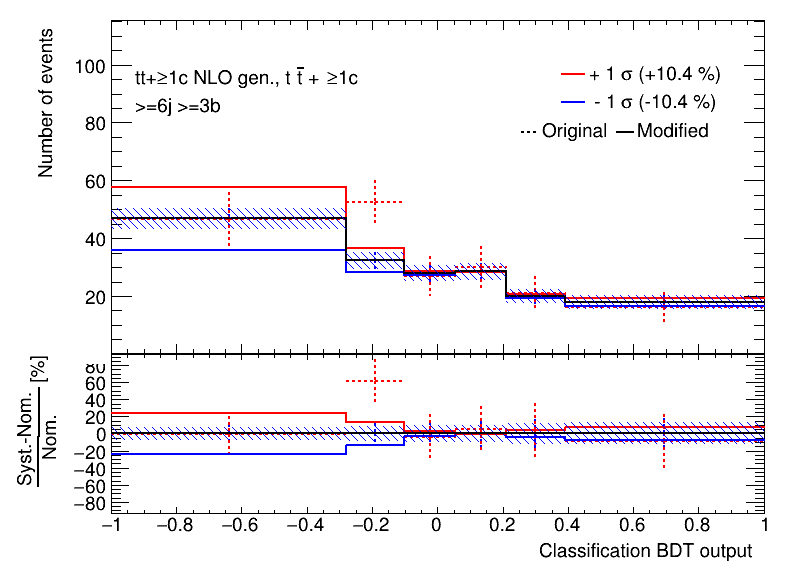 Number of events
100
80
60
40
20
tt+≥1c NLO gen., t t̄ + ≥1c
>=6j >=3b
+ 1 σ (+10.4 %)
- 1 σ (-10.4 %)
Original Modified
Syst.-Nom. [%]
Nom.
80
60
40
20
0
−20
−40
−60
−80
−1 −0.8 −0.6 −0.4 −0.2 0 0.2 0.4 0.6 0.8 1
Classification BDT output